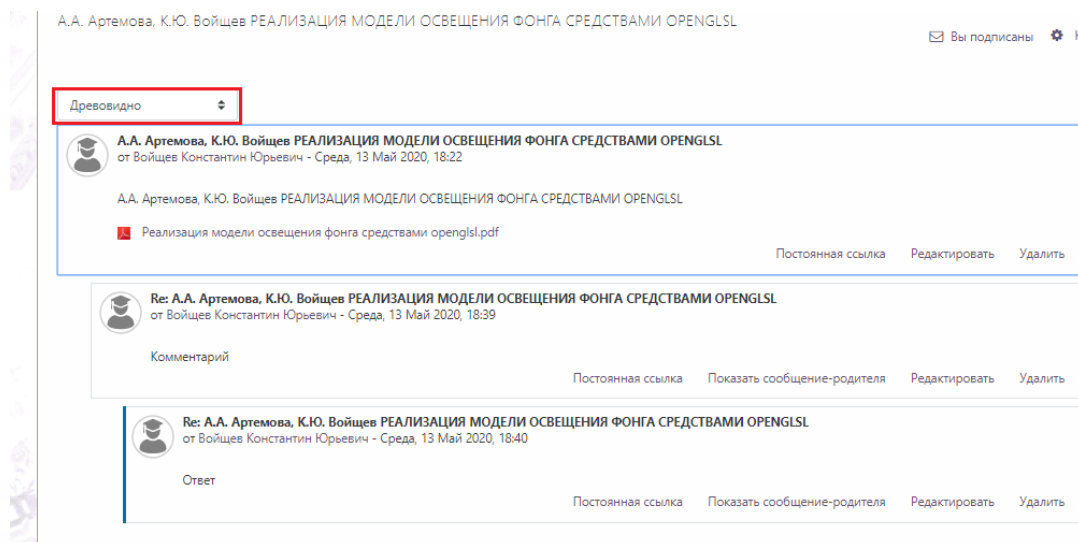 А.А. Артемова, К.Ю. Войщев РЕАЛИЗАЦИЯ МОДЕЛИ ОСВЕЩЕНИЯ ФОНГА СРЕДСТВАМИ OPENGLSL
Вы подписаны
Древовидно
А.А. Артемова, К.Ю. Войщев РЕАЛИЗАЦИЯ МОДЕЛИ ОСВЕЩЕНИЯ ФОНГА СРЕДСТВАМИ OPENGLSL
от Войщев Константин Юрьевич - Среда, 13 Май 2020, 18:22
А.А. Артемова, К.Ю. Войщев РЕАЛИЗАЦИЯ МОДЕЛИ ОСВЕЩЕНИЯ ФОНГА СРЕДСТВАМИ OPENGLSL
Реализация модели освещения фонга средствами openglsl.pdf
Постоянная ссылка Редактировать Удалить
Re: А.А. Артемова, К.Ю. Войщев РЕАЛИЗАЦИЯ МОДЕЛИ ОСВЕЩЕНИЯ ФОНГА СРЕДСТВАМИ OPENGLSL
от Войщев Константин Юрьевич - Среда, 13 Май 2020, 18:39
Комментарий
Постоянная ссылка Показать сообщение-родителя Редактировать Удалить
Re: А.А. Артемова, К.Ю. Войщев РЕАЛИЗАЦИЯ МОДЕЛИ ОСВЕЩЕНИЯ ФОНГА СРЕДСТВАМИ OPENGLSL
от Войщев Константин Юрьевич - Среда, 13 Май 2020, 18:40
Ответ
Постоянная ссылка Показать сообщение-родителя Редактировать Удалить